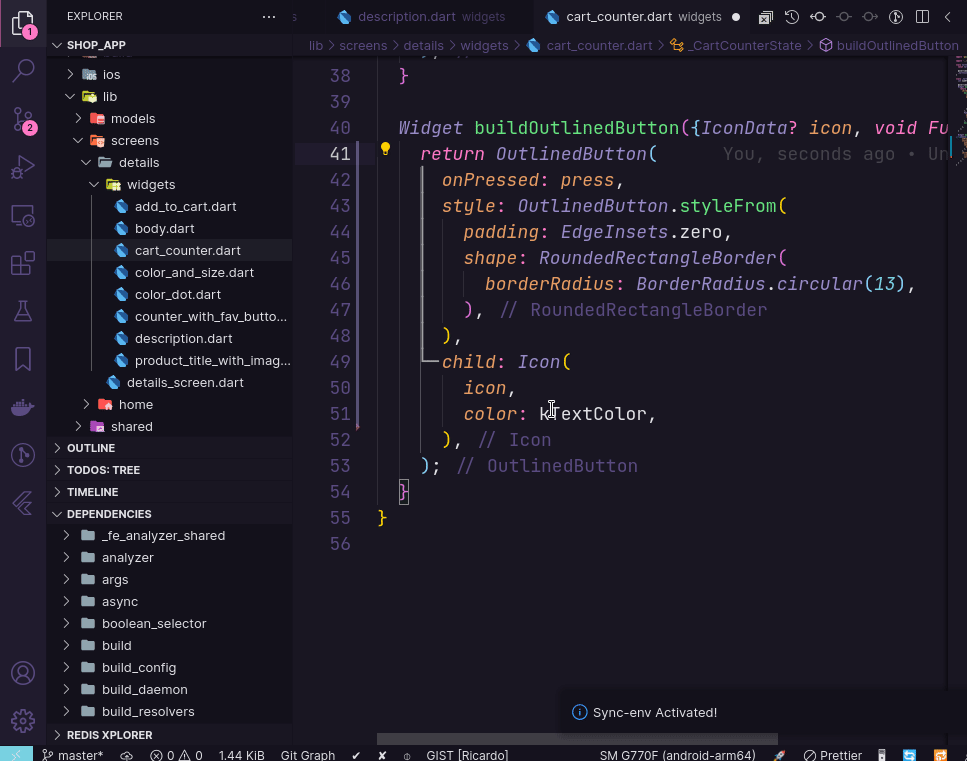 EXPLORER
description.dart widgets
cart_counter.dart widgets
SHOP_APP
lib > screens > details > widgets > cart_counter.dart > _CartCounterState > buildOutlinedButton
1
2
ios
lib
models
screens
details
widgets
add_to_cart.dart
body.dart
cart_counter.dart
color_and_size.dart
color_dot.dart
counter_with_fav_butto...
description.dart
product_title_with_imag...
details_screen.dart
home
shared
OUTLINE
TODOS: TREE
TIMELINE
DEPENDENCIES
_fe_analyzer_shared
analyzer
args
async
boolean_selector
build
build_config
build_daemon
build_resolvers
REDIS XPLORER
38 }
39
40 Widget buildOutlinedButton({IconData? icon, void Fu
41 return OutlinedButton( You, seconds ago • Un
42 onPressed: press,
43 style: OutlinedButton.styleFrom(
44 padding: EdgeInsets.zero,
45 shape: RoundedRectangleBorder(
46 borderRadius: BorderRadius.circular(13),
47 ), // RoundedRectangleBorder
48 ),
49 child: Icon(
50 icon,
51 color: kTextColor,
52 ), // Icon
53 ); // OutlinedButton
54 }
55 }
56
Sync-env Activated!
master* 0 0 1.44 KiB Git Graph GIST [Ricardo] SM G770F (android-arm64) Prettier